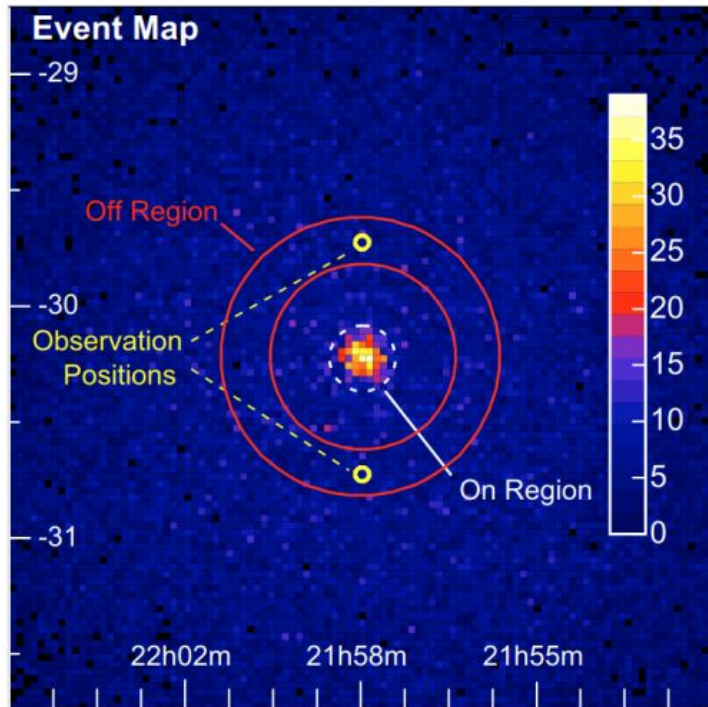 Event Map
-29
Off Region
-30
Observation
Positions
On Region
-31
35
30
25
20
15
10
5
0
22h02m 21h58m 21h55m